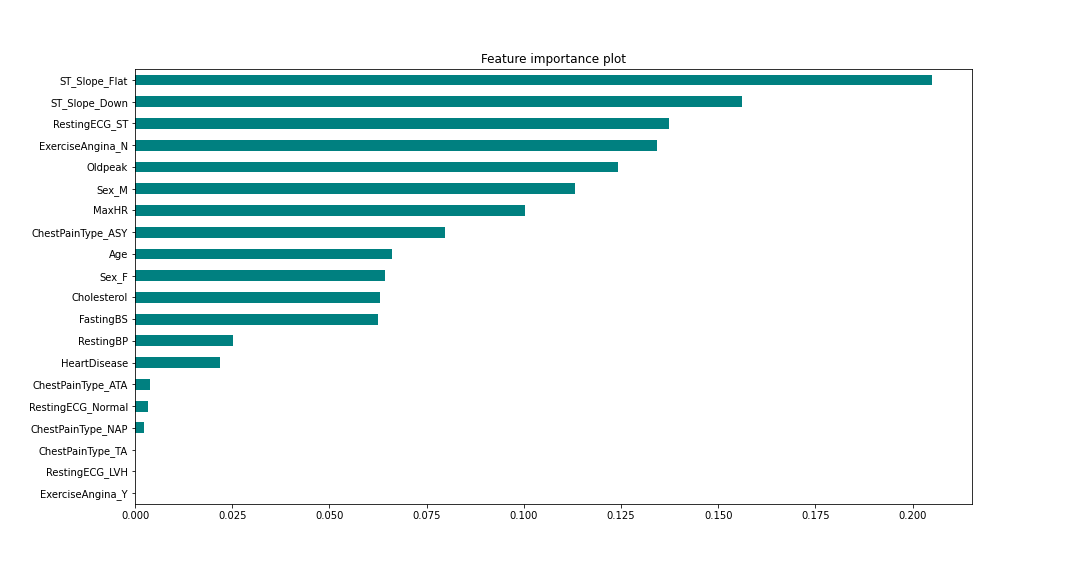 Feature importance plot
ST_Slope_Flat
ST_Slope_Down
RestingECG_ST
ExerciseAngina_N
Oldpeak
Sex_M
MaxHR
ChestPainType_ASY
Age
Sex_F
Cholesterol
FastingBS
RestingBP
HeartDisease
ChestPainType_ATA
RestingECG_Normal
ChestPainType_NAP
ChestPainType_TA
RestingECG_LVH
ExerciseAngina_Y
0.000 0.025 0.050 0.075 0.100 0.125 0.150 0.175 0.200